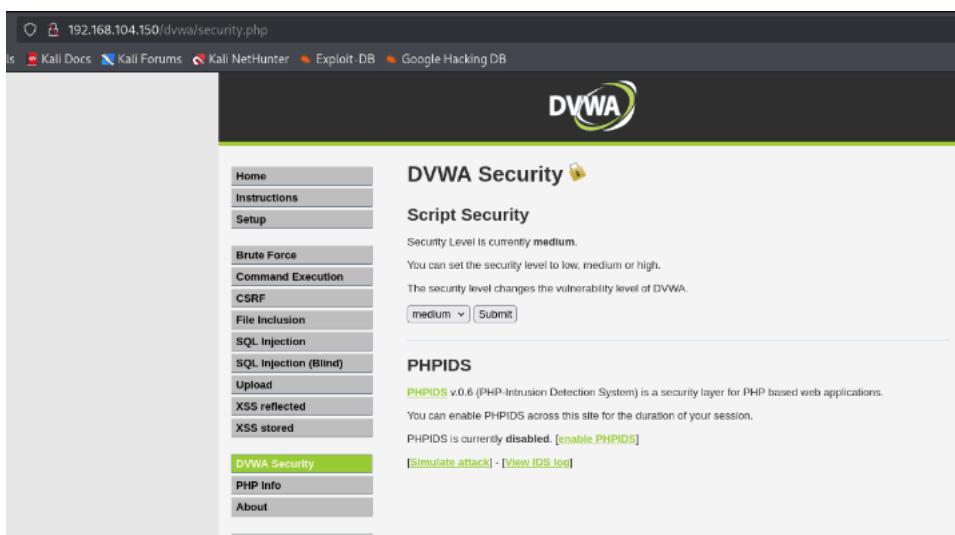 192.168.104.150/dvwa/security.php
ls Kali Docs Kali Forums Kali NetHunter Exploit-DB Google Hacking DB
DVWA
Home
Instructions
Setup
Brute Force
Command Execution
CSRF
File Inclusion
SQL Injection
SQL Injection (Blind)
Upload
XSS reflected
XSS stored
DVWA Security
PHP Info
About
DVWA Security
Script Security
Security Level is currently medium.
You can set the security level to low, medium or high.
The security level changes the vulnerability level of DVWA.
medium Submit
PHPIDS
PHPIDS v.0.6 (PHP-Intrusion Detection System) is a security layer for PHP based web applications.
You can enable PHPIDS across this site for the duration of your session.
PHPIDS is currently disabled. [enable PHPIDS]
[Simulate attack] - [View IDS log]